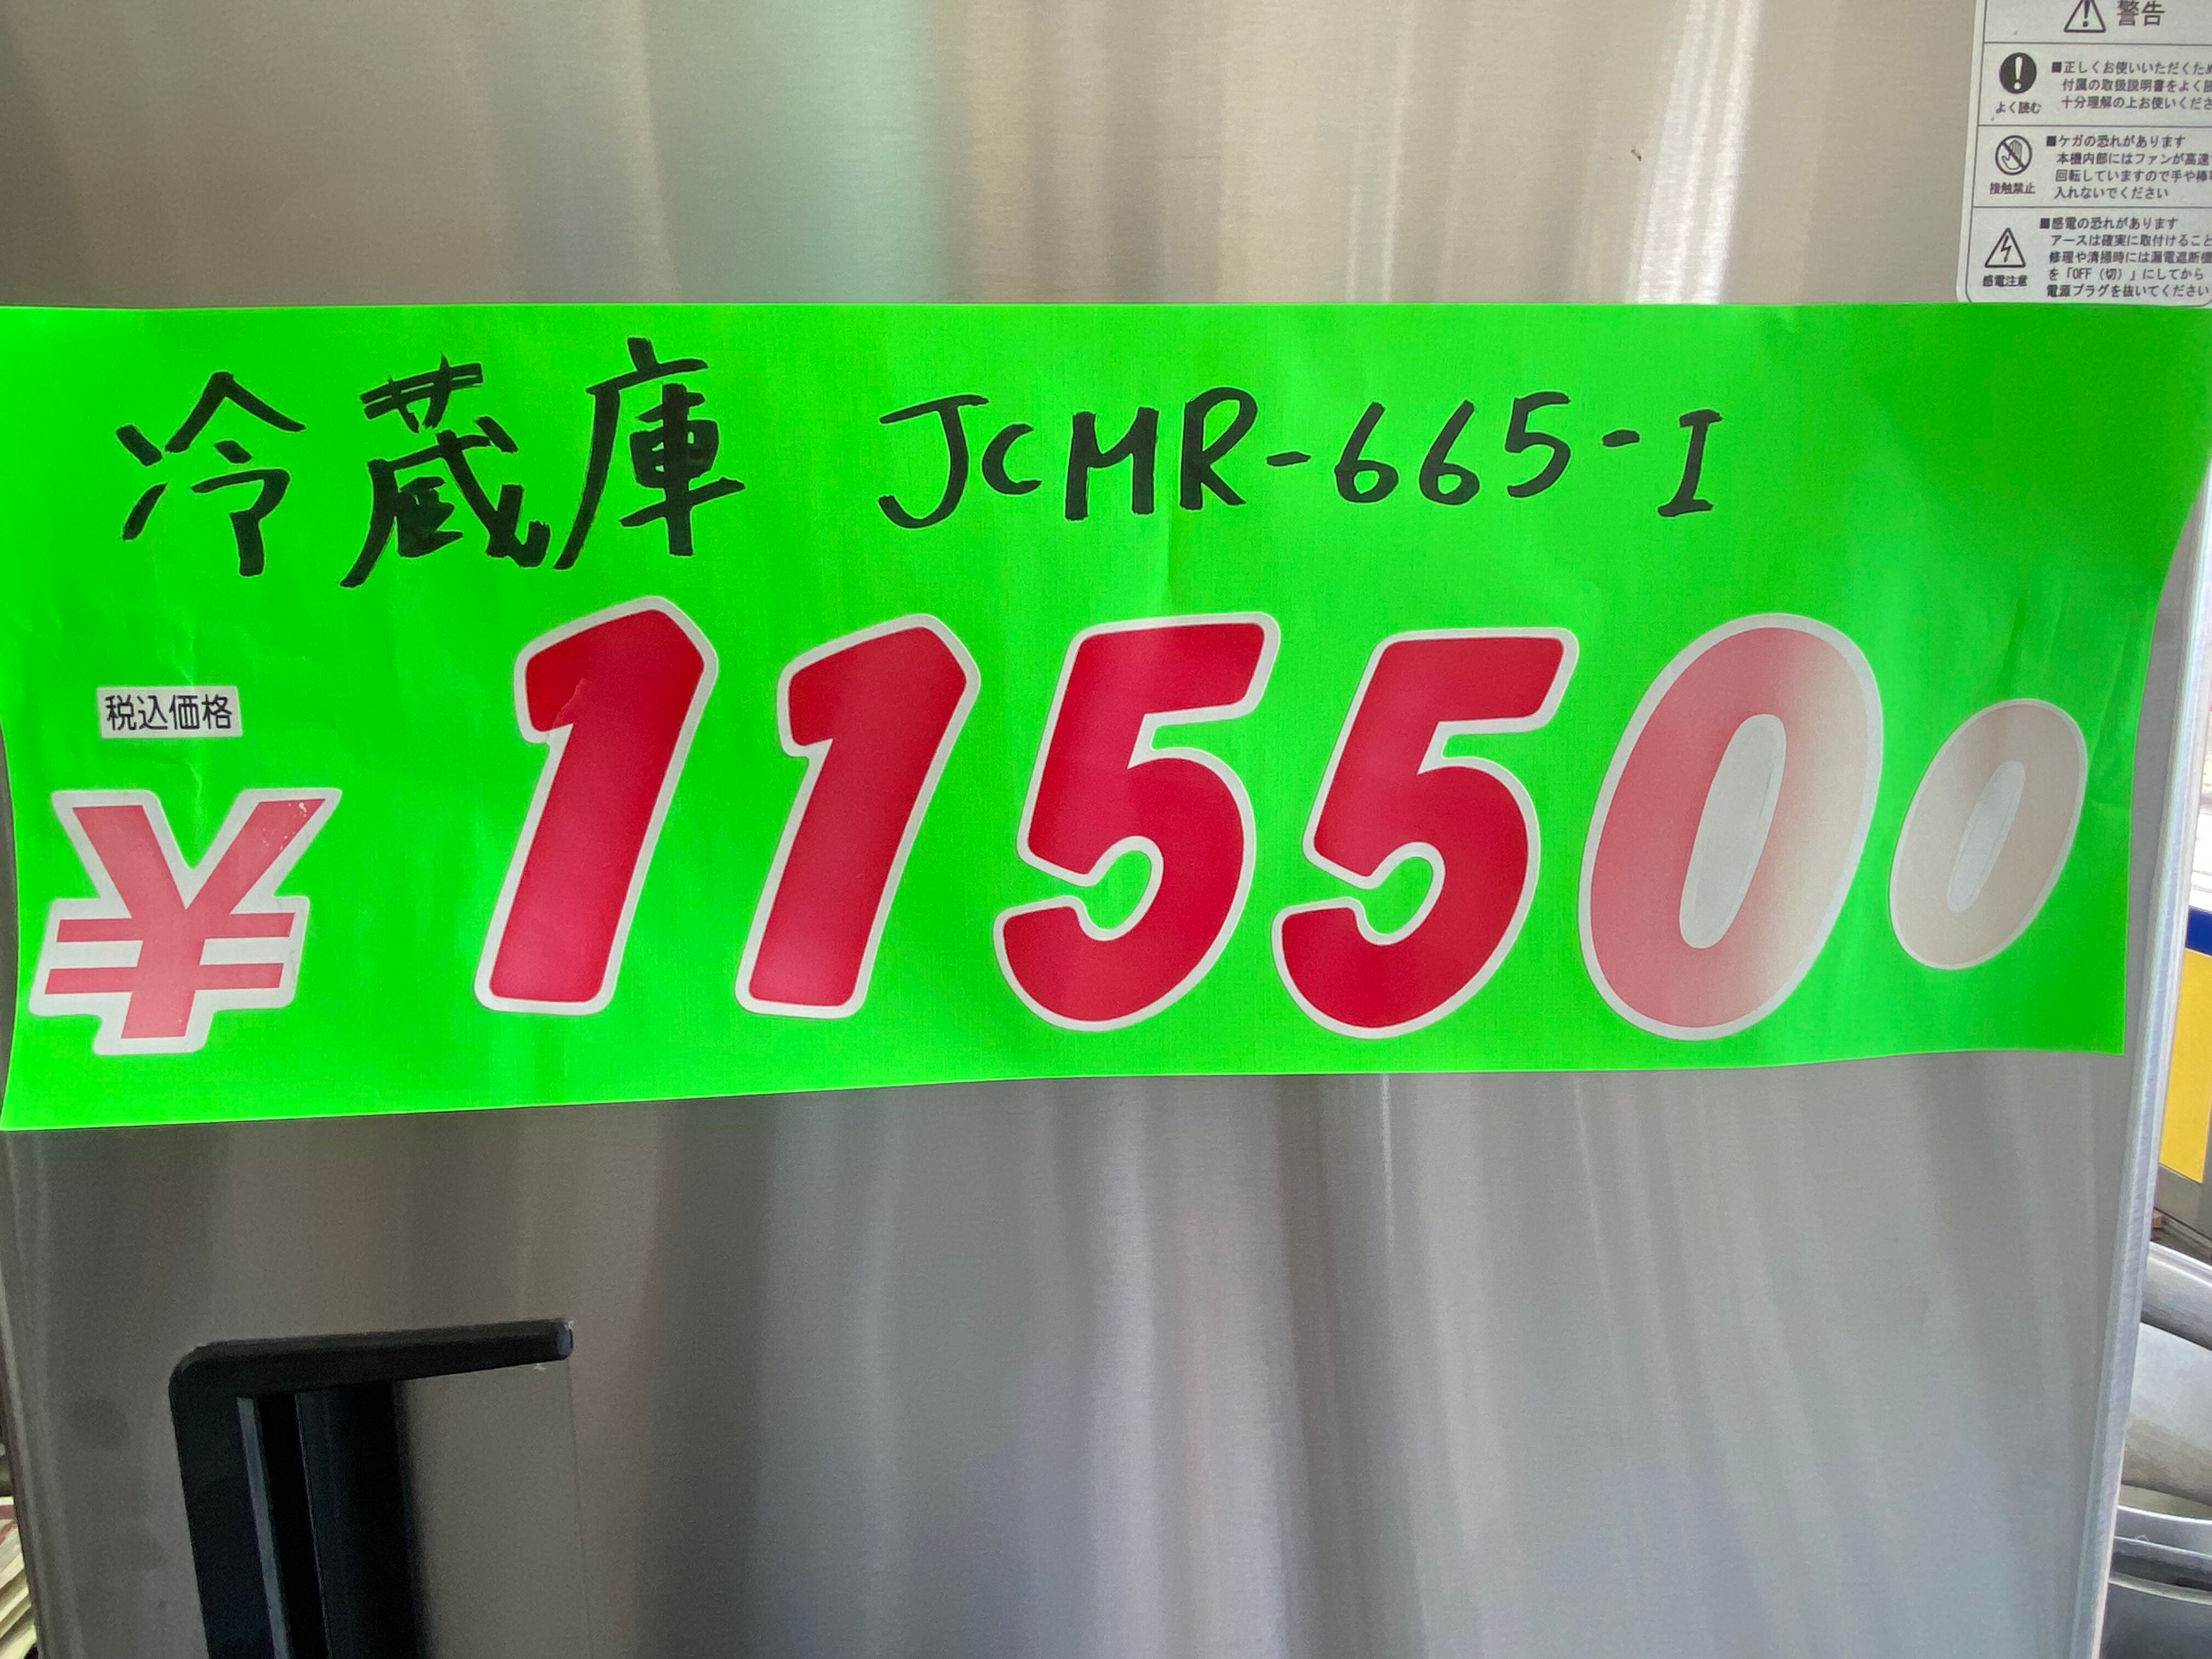 警告
よく読む
■正しくお使いいただくため
付属の取扱説明書をよく読
十分理解の上お使いくださ
接触禁止
■ケガの恐れがあります
本機内部にはファンが高速
回転していますので手や棒等
入れないでください
感電注意
■感電の恐れがあります
アースは確実に取付けること
修理や清掃時には漏電遮断機
を「OFF（切）」にしてから
電源プラグを抜いてください
冷蔵庫 JCMR-665-I
税込価格
¥115500